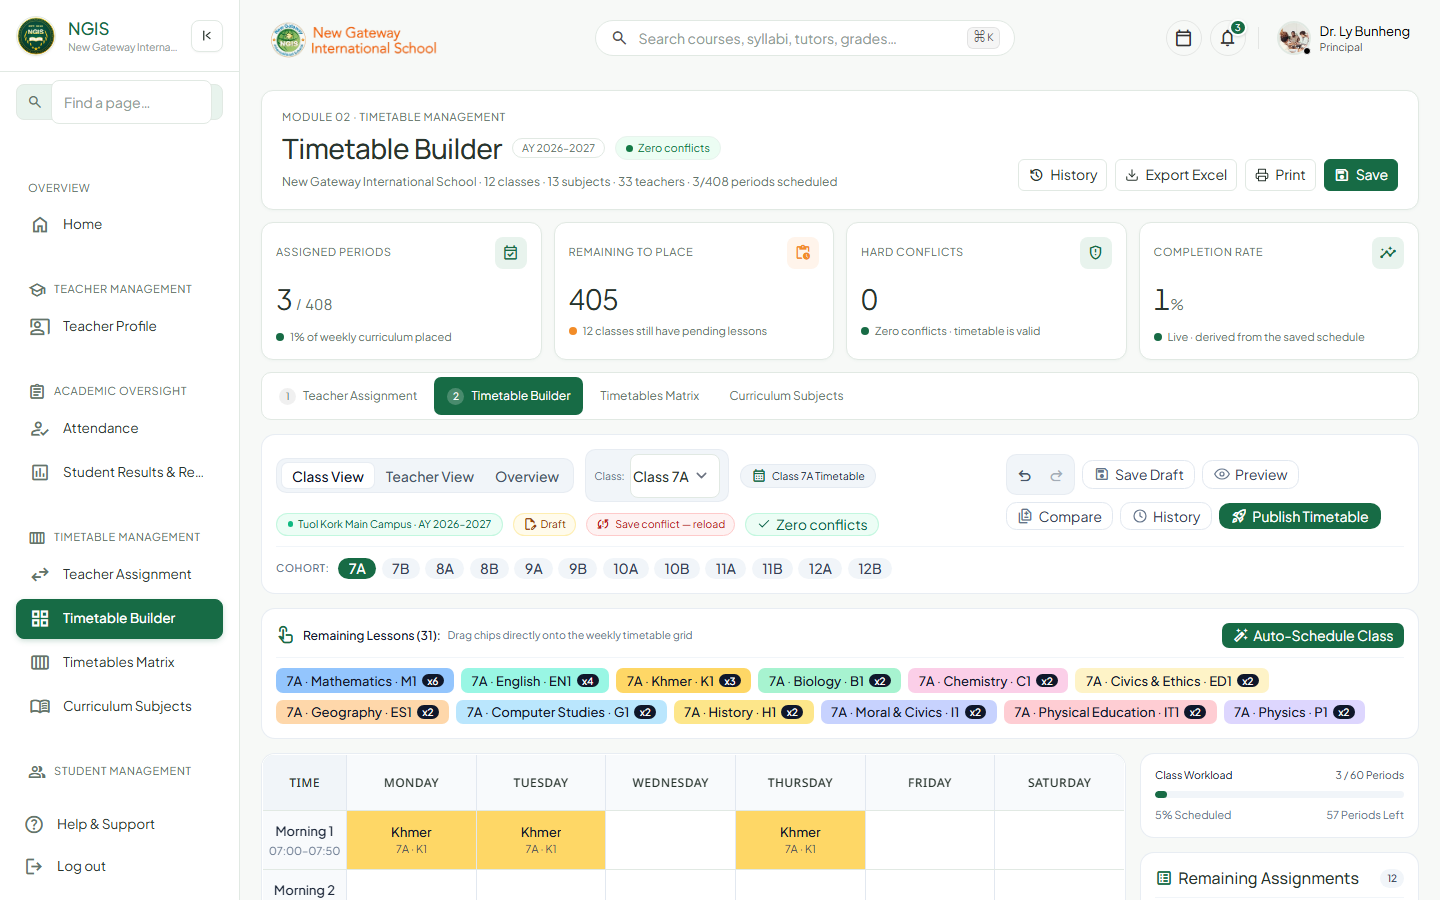 NGIS
New Gateway Interna...
Find a page...
OVERVIEW
Home
TEACHER MANAGEMENT
Teacher Profile
ACADEMIC OVERSIGHT
Attendance
Student Results & Re...
TIMETABLE MANAGEMENT
Teacher Assignment
Timetable Builder
Timetables Matrix
Curriculum Subjects
STUDENT MANAGEMENT
Help & Support
Log out
New Gateway
International School
Search courses, syllabi, tutors, grades...
⌘K
3
Dr. Ly Bunheng
Principal
MODULE 02 · TIMETABLE MANAGEMENT
Timetable Builder
AY 2026-2027
Zero conflicts
New Gateway International School · 12 classes · 13 subjects · 33 teachers · 3/408 periods scheduled
History
Export Excel
Print
Save
ASSIGNED PERIODS
3 / 408
1% of weekly curriculum placed
REMAINING TO PLACE
405
12 classes still have pending lessons
HARD CONFLICTS
0
Zero conflicts · timetable is valid
COMPLETION RATE
1%
Live · derived from the saved schedule
1 Teacher Assignment
2 Timetable Builder
Timetables Matrix
Curriculum Subjects
Class View
Teacher View
Overview
Class: Class 7A
Class 7A Timetable
Save Draft
Preview
Tuol Kork Main Campus · AY 2026-2027
Draft
Save conflict — reload
Zero conflicts
Compare
History
Publish Timetable
COHORT: 7A 7B 8A 8B 9A 9B 10A 10B 11A 11B 12A 12B
Remaining Lessons (31): Drag chips directly onto the weekly timetable grid
Auto-Schedule Class
7A · Mathematics · M1 x6
7A · English · EN1 x4
7A · Khmer · K1 x3
7A · Biology · B1 x2
7A · Chemistry · C1 x2
7A · Civics & Ethics · ED1 x2
7A · Geography · ES1 x2
7A · Computer Studies · G1 x2
7A · History · H1 x2
7A · Moral & Civics · I1 x2
7A · Physical Education · IT1 x2
7A · Physics · P1 x2
TIME MONDAY TUESDAY WEDNESDAY THURSDAY FRIDAY SATURDAY
Morning 1
07:00-07:50
Khmer
7A · K1
Khmer
7A · K1
Khmer
7A · K1
Morning 2
Class Workload
3 / 60 Periods
5% Scheduled
57 Periods Left
Remaining Assignments
12